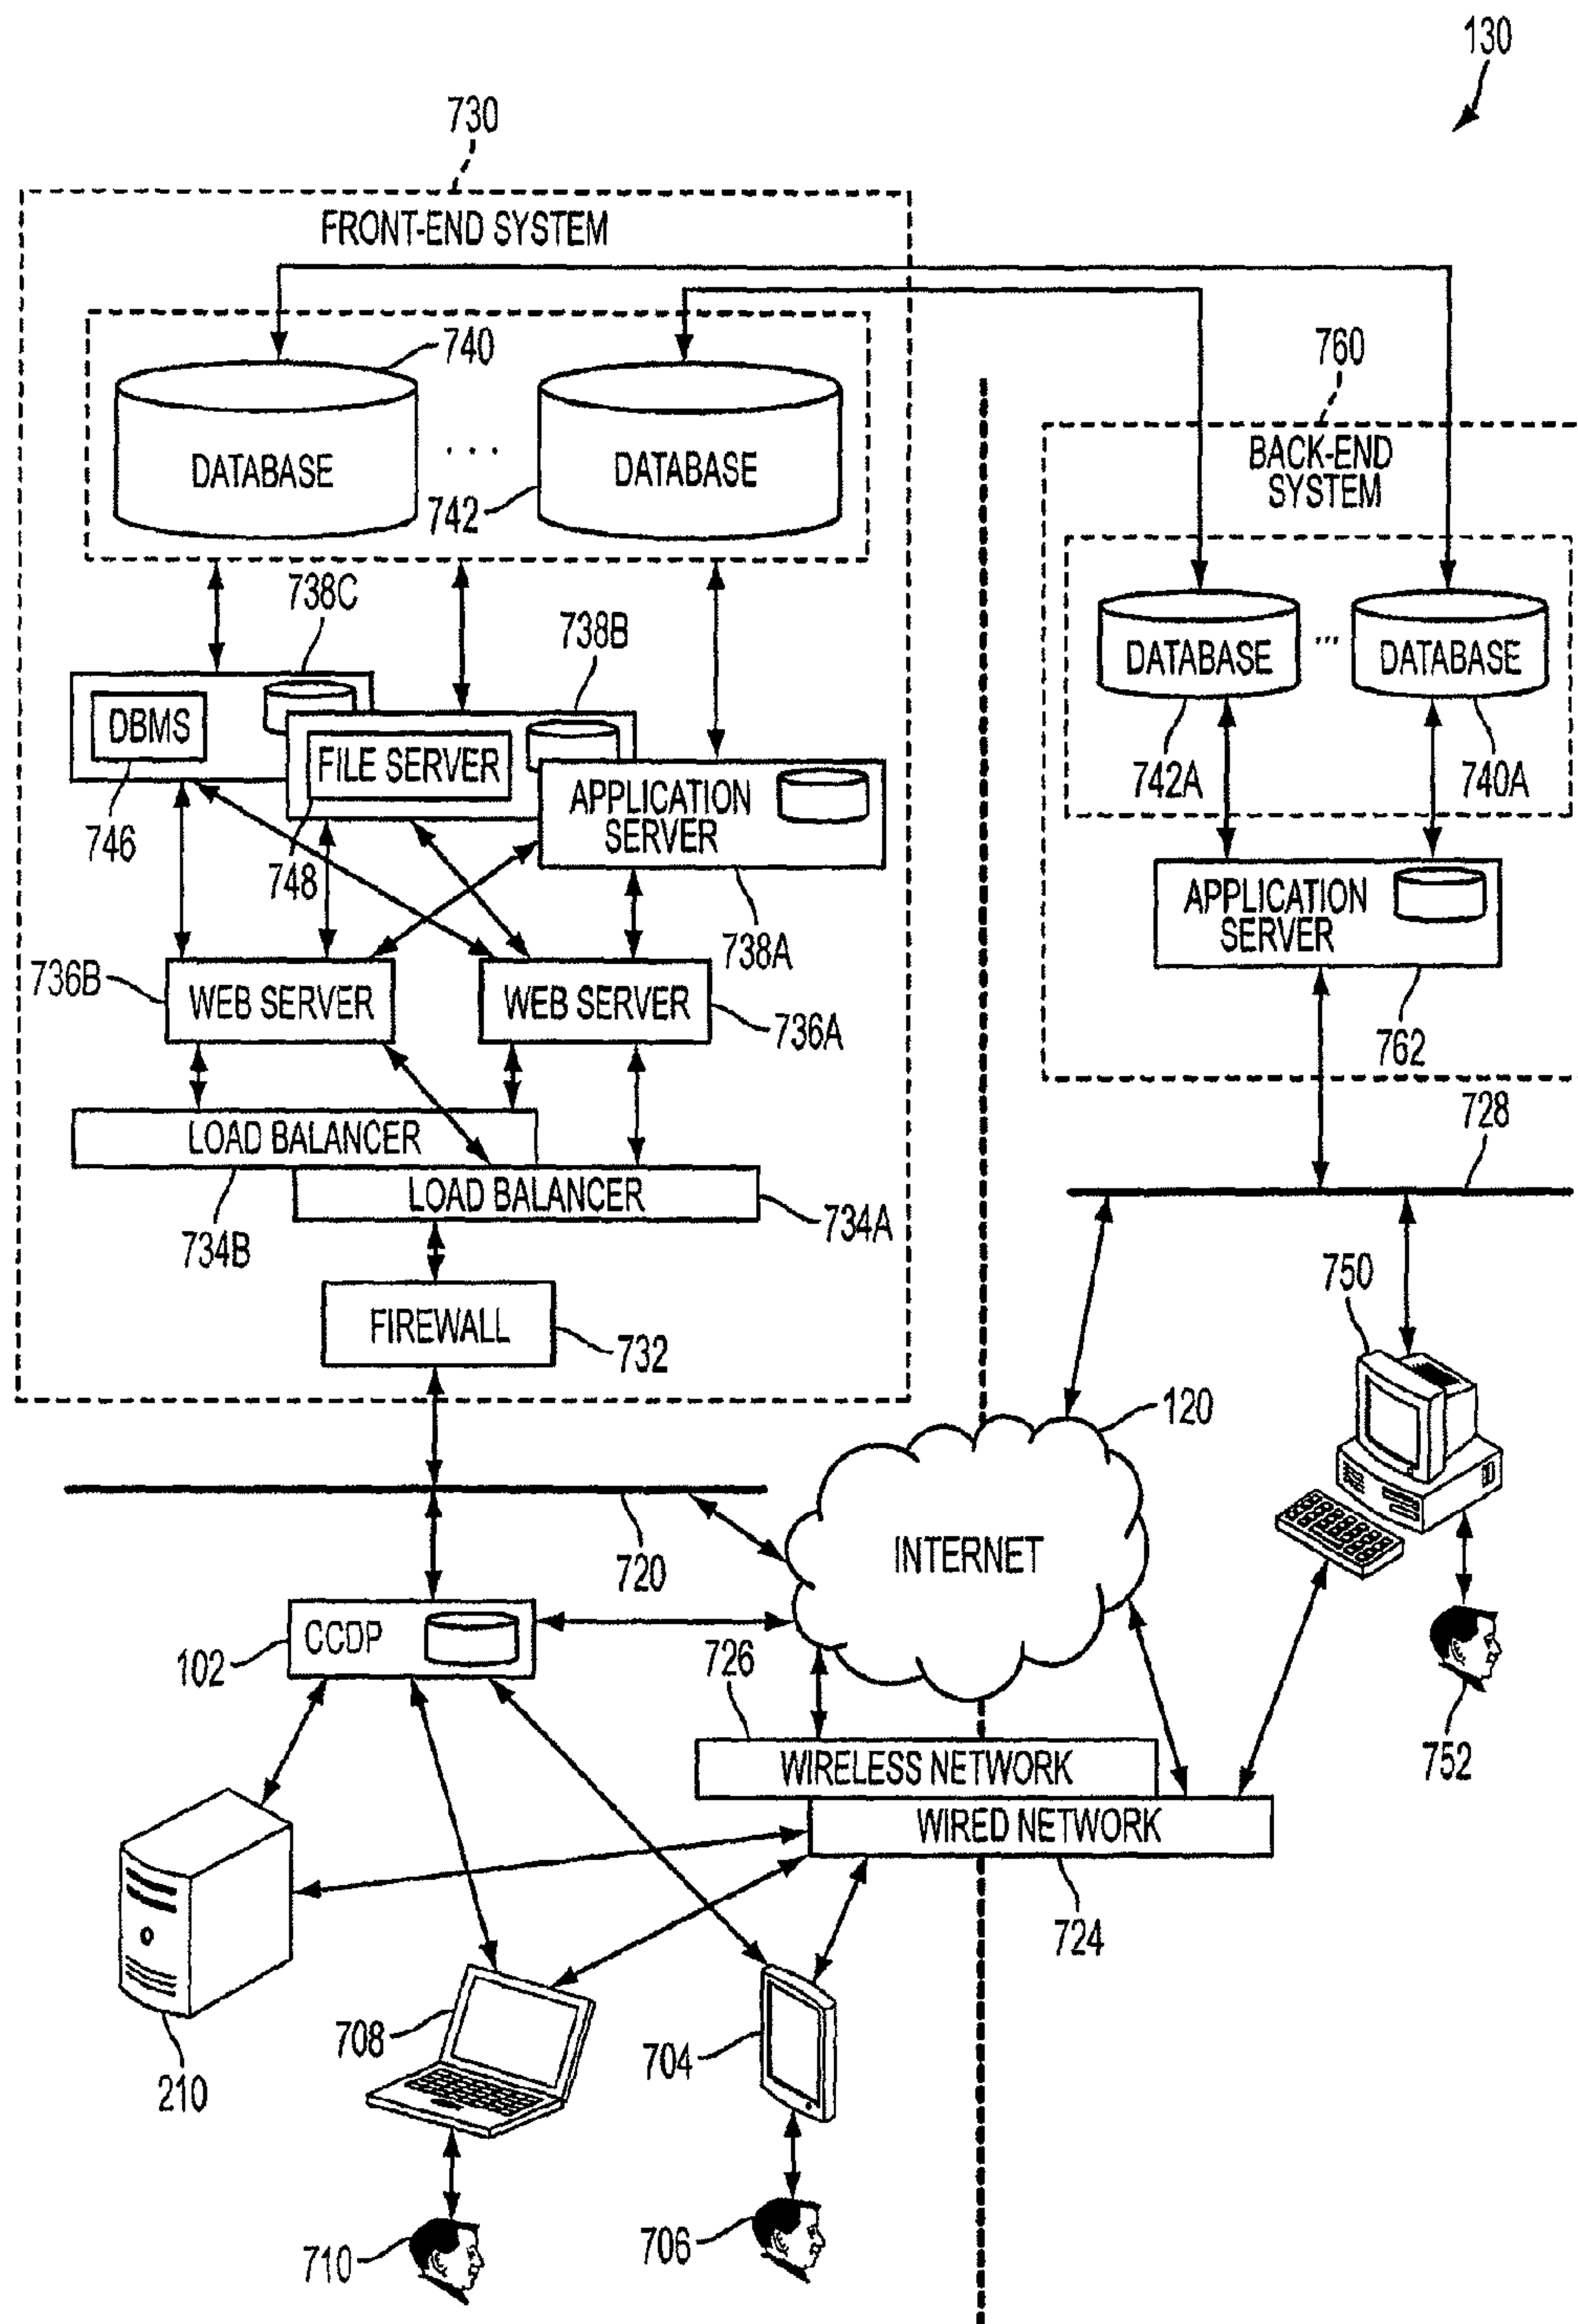 130
730
FRONT-END SYSTEM
740
DATABASE
...
DATABASE
742
760
BACK-END
SYSTEM
738C
738B
DATABASE
...
DATABASE
DBMS
FILE SERVER
APPLICATION
SERVER
742A
740A
746
748
APPLICATION
SERVER
738A
736B
WEB SERVER
WEB SERVER
736A
762
728
LOAD BALANCER
LOAD BALANCER
734B
734A
750
FIREWALL
732
120
INTERNET
720
CCDP
102
726
752
WIRELESS NETWORK
WIRED NETWORK
724
708
704
210
710
706